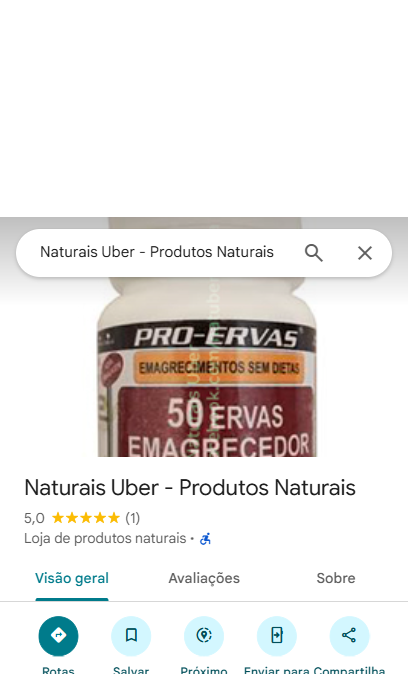 Naturais Uber - Produtos Naturais
PRO-ERVAS
EMAGRECIMENTOS SEM DIETAS
50 ERVAS
EMAGRECEDOR
Naturais Uber - Produtos Naturais
5,0 (1)
Loja de produtos naturais ·
Visão geral Avaliações Sobre
Rotas Salvar Próximo Enviar para Compartilha